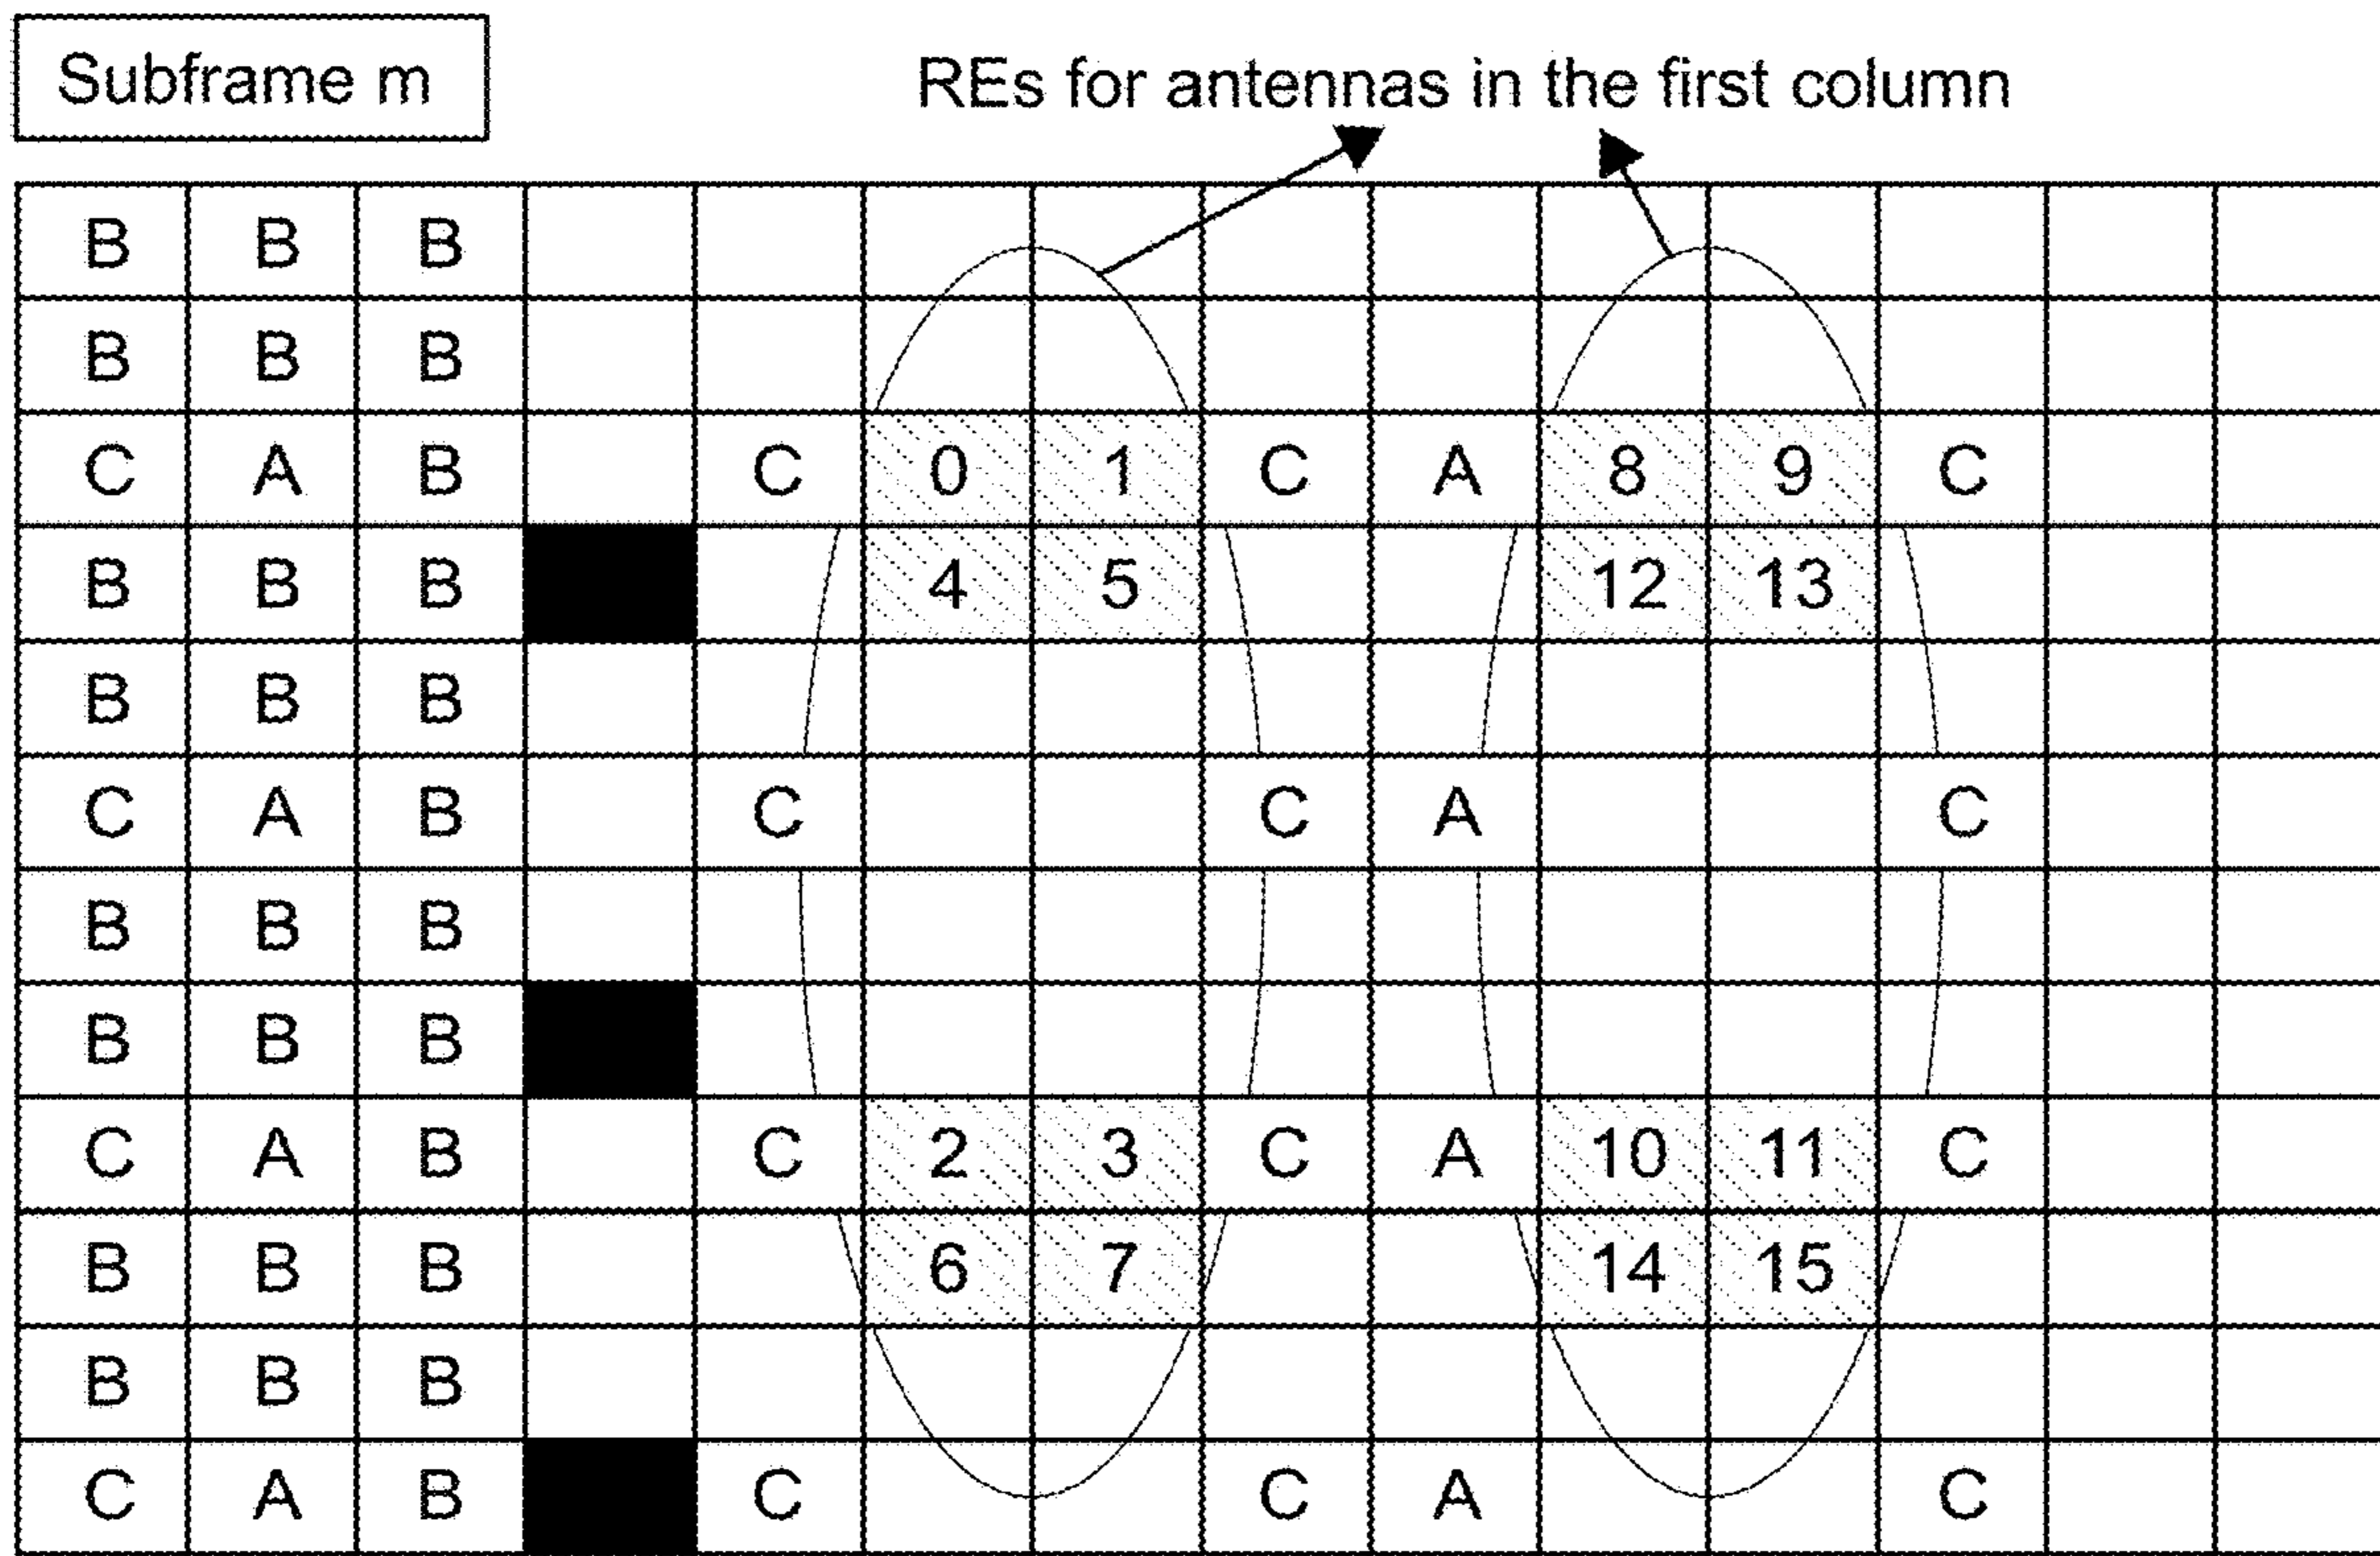 Subframe m
REs for antennas in the first column
B B B
B B B
C A B C 0 1 C A 8 9 C
B B B 4 5 12 13
B B B
C A B C C A C
B B B
B B B
C A B C 2 3 C A 10 11 C
B B B 6 7 14 15
B B B
C A B C C A C